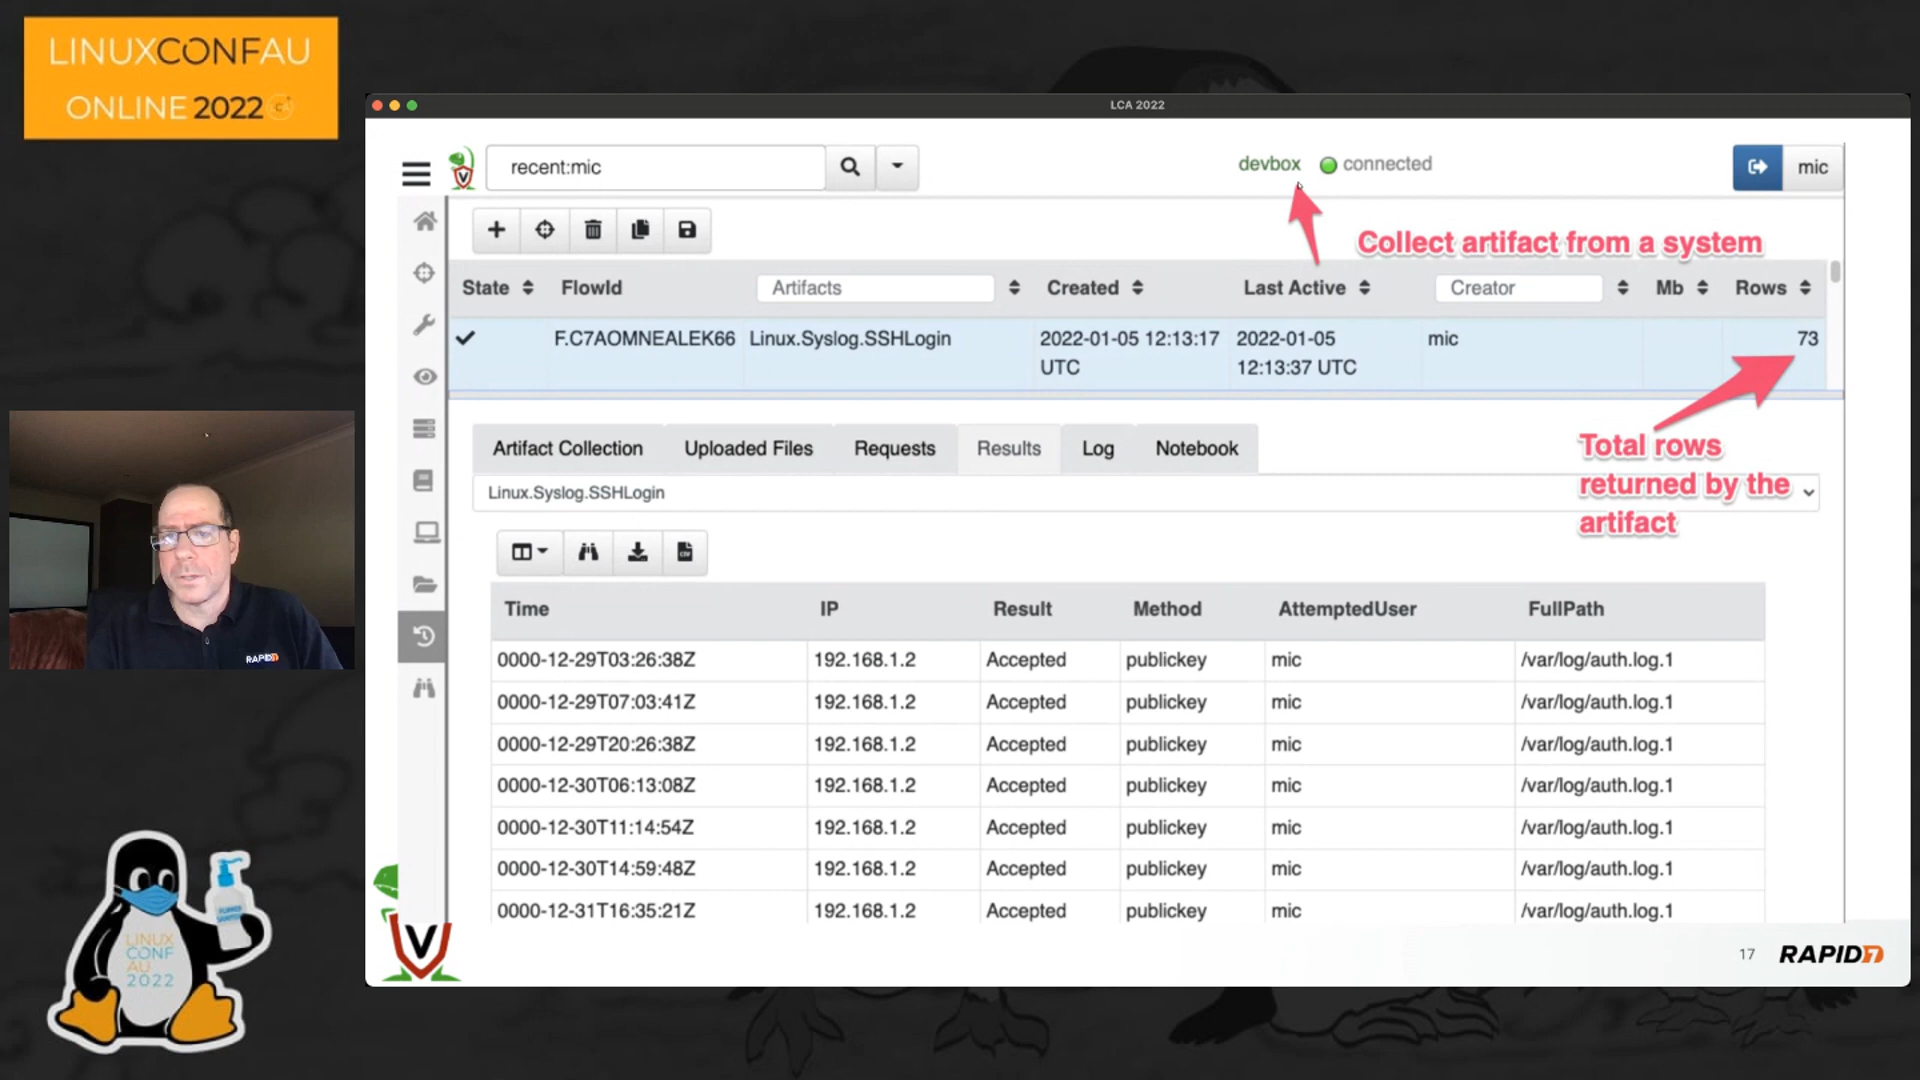 LINUXCONFAU
ONLINE 2022
LCA 2022
recent:mic
devbox
connected
mic
Collect artifact from a system
State
FlowId
Artifacts
Created
Last Active
Creator
Mb
Rows
F.C7AOMNEALEK66
Linux.Syslog.SSHLogin
2022-01-05 12:13:17
UTC
2022-01-05
12:13:37 UTC
mic
73
Total rows
returned by the
artifact
Artifact Collection
Uploaded Files
Requests
Results
Log
Notebook
Linux.Syslog.SSHLogin
Time IP Result Method AttemptedUser FullPath
0000-12-29T03:26:38Z 192.168.1.2 Accepted publickey mic /var/log/auth.log.1
0000-12-29T07:03:41Z 192.168.1.2 Accepted publickey mic /var/log/auth.log.1
0000-12-29T20:26:38Z 192.168.1.2 Accepted publickey mic /var/log/auth.log.1
0000-12-30T06:13:08Z 192.168.1.2 Accepted publickey mic /var/log/auth.log.1
0000-12-30T11:14:54Z 192.168.1.2 Accepted publickey mic /var/log/auth.log.1
0000-12-30T14:59:48Z 192.168.1.2 Accepted publickey mic /var/log/auth.log.1
0000-12-31T16:35:21Z 192.168.1.2 Accepted publickey mic /var/log/auth.log.1
17
RAPID7
V
RAPID7
LINUX
CONF
AU
2022